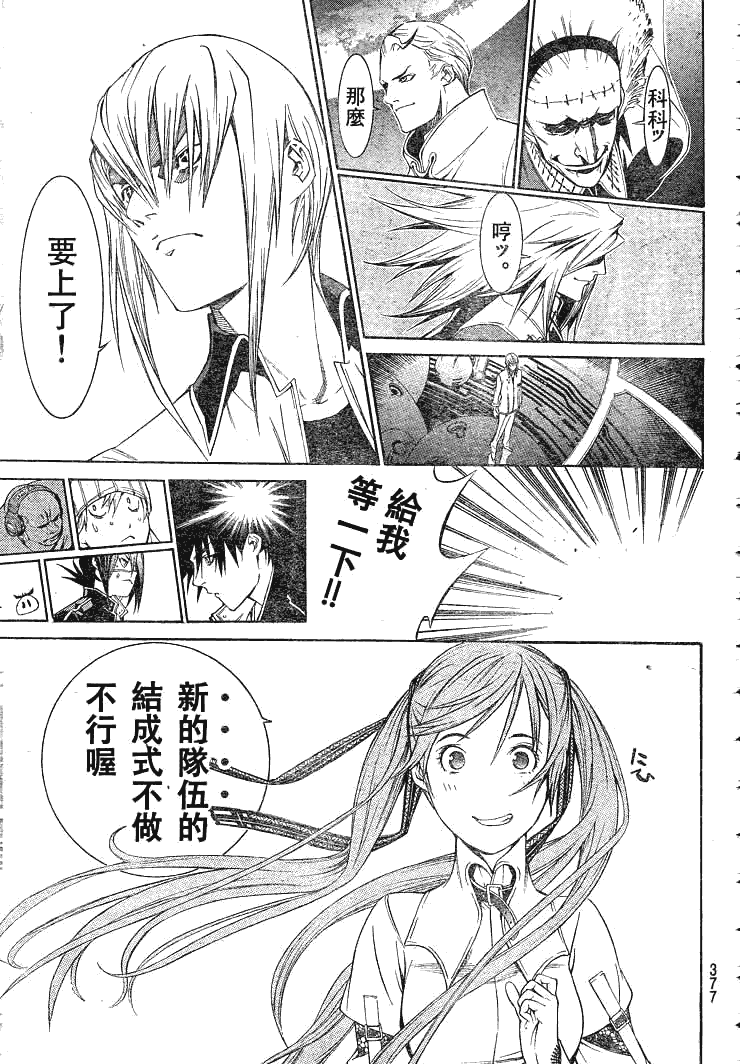 科科ッ
那麼
哼ッ。
要上了！
給我
等一下!!
新的隊伍的
結成式不做
不行喔
にひ
377